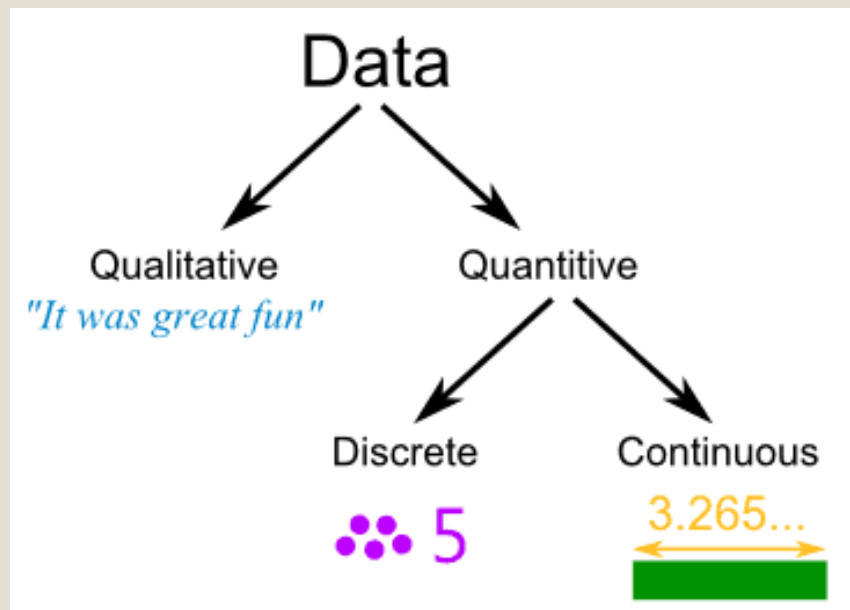 Data
Qualitative Quantitive
"It was great fun"
Discrete Continuous
5 3.265...